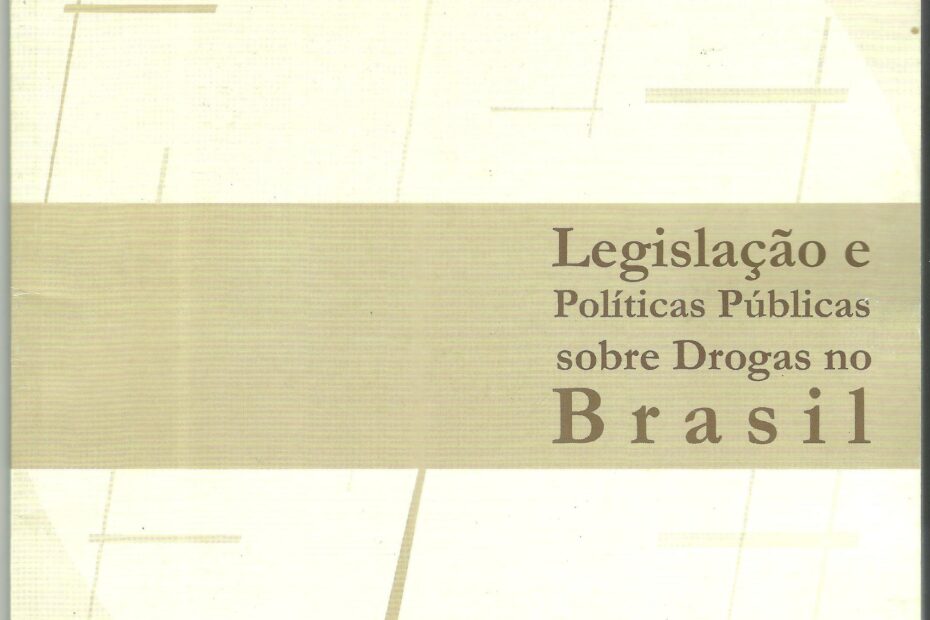 Legislação e
Políticas Públicas
sobre Drogas no
Brasil